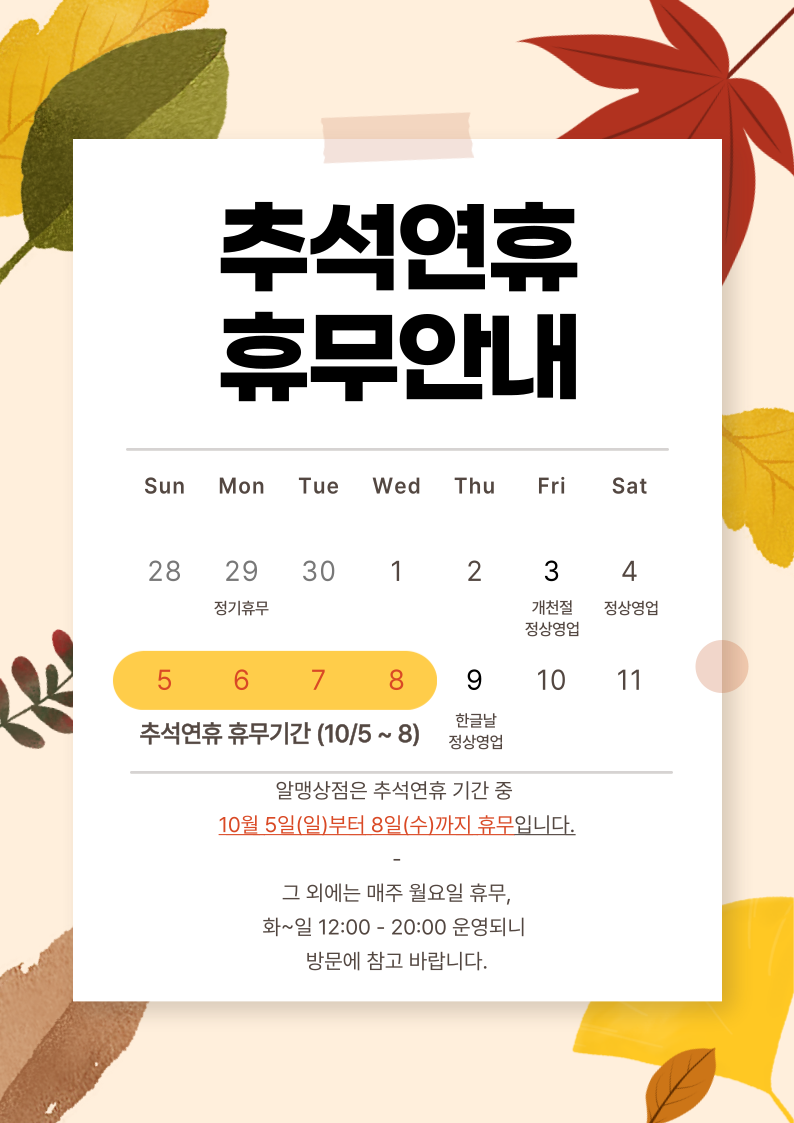 추석연휴
휴무안내
Sun Mon Tue Wed Thu Fri Sat
28 29 30 1 2 3 4
정기휴무 개천절 정상영업
정상영업
5 6 7 8 9 10 11
추석연휴 휴무기간 (10/5 ~ 8) 한글날
정상영업
알맹상점은 추석연휴 기간 중
10월 5일(일)부터 8일(수)까지 휴무입니다.
-
그 외에는 매주 월요일 휴무,
화~일 12:00 - 20:00 운영되니
방문에 참고 바랍니다.